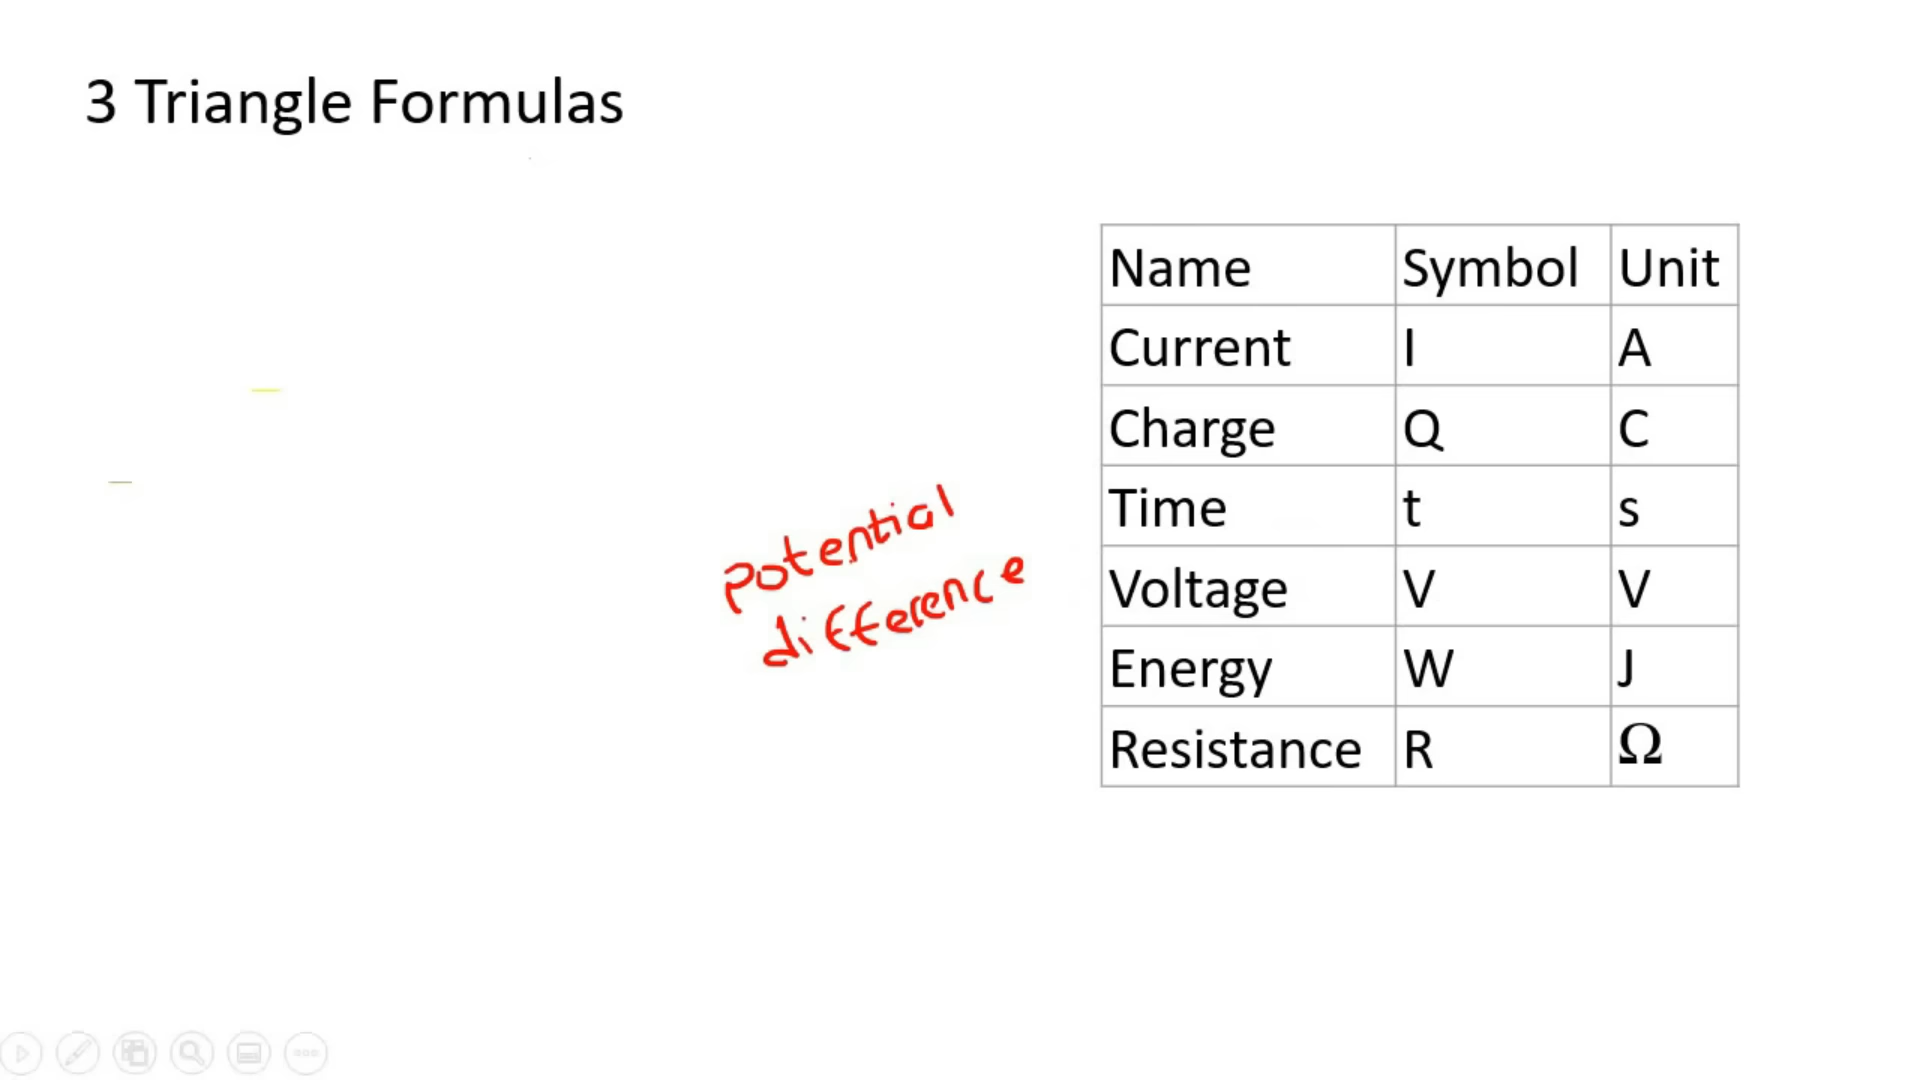 3 Triangle Formulas
Name Symbol Unit
Current I A
Charge Q C
Time t s
potential
difference
Voltage V V
Energy W J
Resistance R Ω